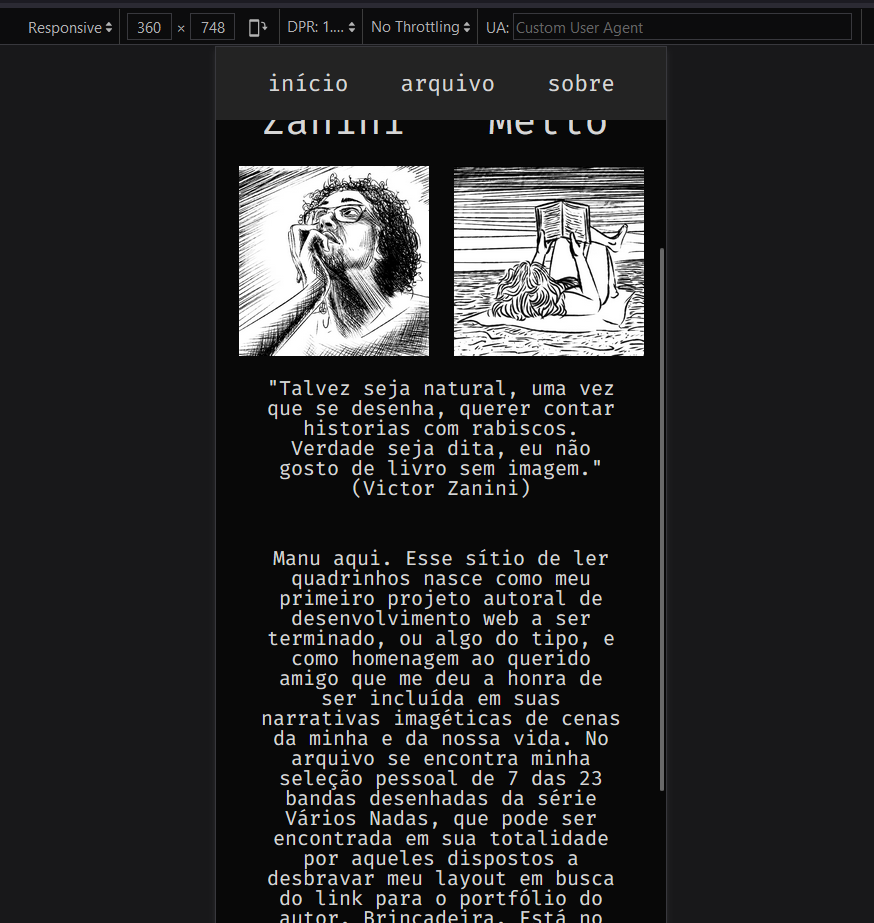 Responsive 360 × 748 DPR: 1.... No Throttling UA: Custom User Agent
início arquivo sobre
Zanini Mello
"Talvez seja natural, uma vez
que se desenha, querer contar
historias com rabiscos.
Verdade seja dita, eu não
gosto de livro sem imagem."
(Victor Zanini)
Manu aqui. Esse sítio de ler
quadrinhos nasce como meu
primeiro projeto autoral de
desenvolvimento web a ser
terminado, ou algo do tipo, e
como homenagem ao querido
amigo que me deu a honra de
ser incluída em suas
narrativas imagéticas de cenas
da minha e da nossa vida. No
arquivo se encontra minha
seleção pessoal de 7 das 23
bandas desenhadas da série
Vários Nadas, que pode ser
encontrada em sua totalidade
por aqueles dispostos a
desbravar meu layout em busca
do link para o portfólio do
autor. Brincadeira. Está no